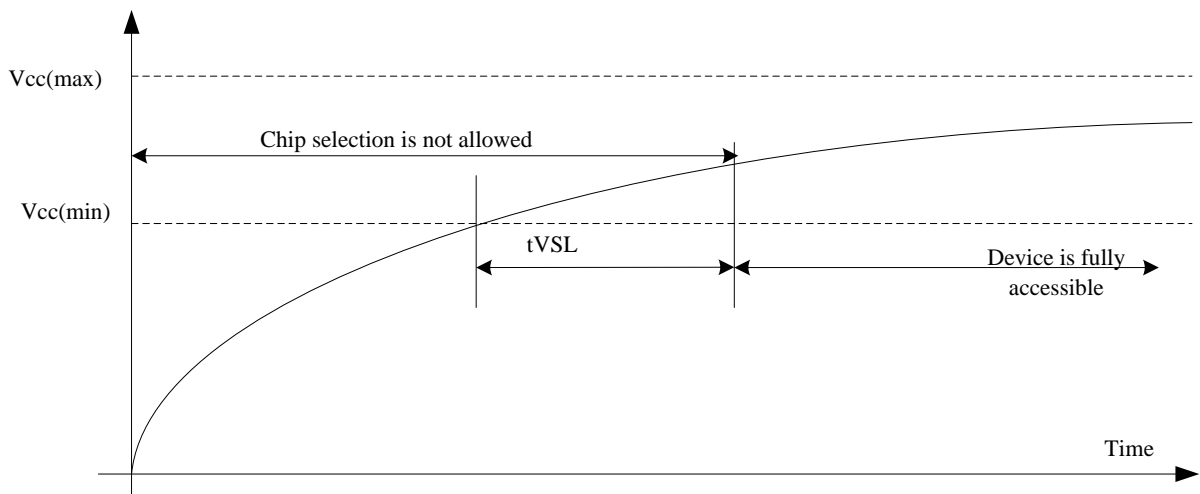 Vcc(max)
Chip selection is not allowed
Vcc(min)
tVSL
Device is fully
accessible
Time